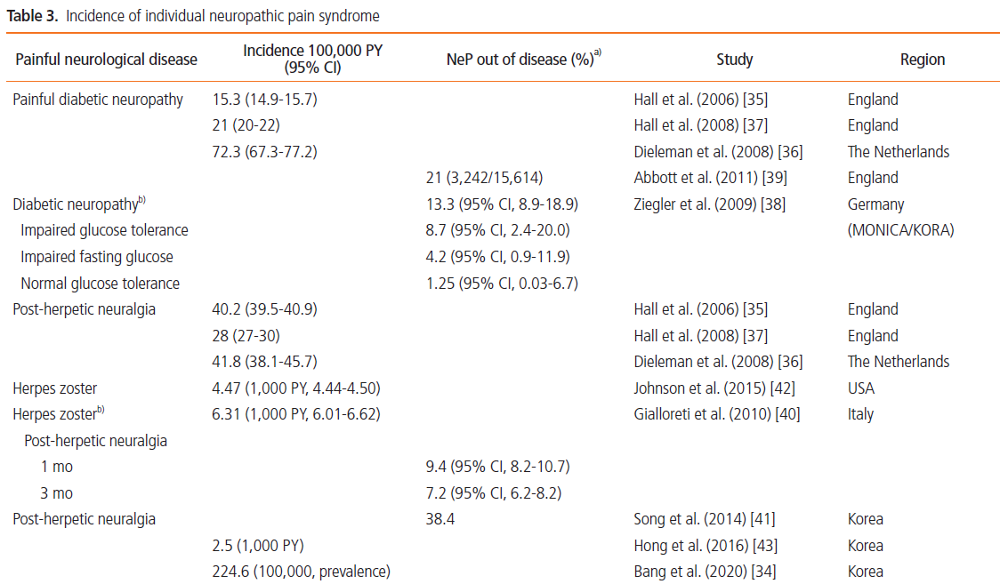 Table 3. Incidence of individual neuropathic pain syndrome
Painful neurological disease Incidence 100,000 PY (95% CI) NeP out of disease (%)a) Study Region
Painful diabetic neuropathy 15.3 (14.9-15.7) Hall et al. (2006) [35] England
21 (20-22) Hall et al. (2008) [37] England
72.3 (67.3-77.2) Dieleman et al. (2008) [36] The Netherlands
21 (3,242/15,614) Abbott et al. (2011) [39] England
Diabetic neuropathyb) 13.3 (95% CI, 8.9-18.9) Ziegler et al. (2009) [38] Germany
Impaired glucose tolerance 8.7 (95% CI, 2.4-20.0) (MONICA/KORA)
Impaired fasting glucose 4.2 (95% CI, 0.9-11.9)
Normal glucose tolerance 1.25 (95% CI, 0.03-6.7)
Post-herpetic neuralgia 40.2 (39.5-40.9) Hall et al. (2006) [35] England
28 (27-30) Hall et al. (2008) [37] England
41.8 (38.1-45.7) Dieleman et al. (2008) [36] The Netherlands
Herpes zoster 4.47 (1,000 PY, 4.44-4.50) Johnson et al. (2015) [42] USA
Herpes zosterb) 6.31 (1,000 PY, 6.01-6.62) Gialloreti et al. (2010) [40] Italy
Post-herpetic neuralgia
1 mo 9.4 (95% CI, 8.2-10.7)
3 mo 7.2 (95% CI, 6.2-8.2)
Post-herpetic neuralgia 38.4 Song et al. (2014) [41] Korea
2.5 (1,000 PY) Hong et al. (2016) [43] Korea
224.6 (100,000, prevalence) Bang et al. (2020) [34] Korea